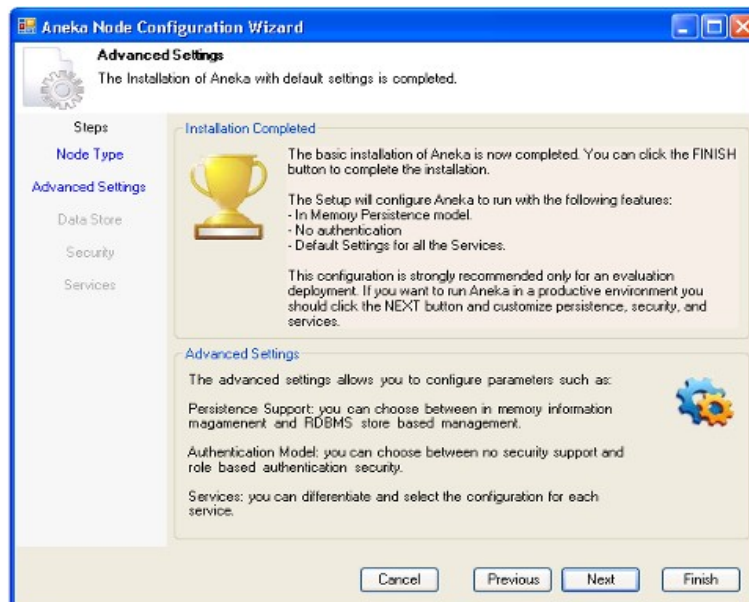 Aneka Node Configuration Wizard
Advanced Settings
The Installation of Aneka with default settings is completed.
Steps
Node Type
Advanced Settings
Data Store
Security
Services
Installation Completed
The basic installation of Aneka is now completed. You can click the FINISH
button to complete the installation.
The Setup will configure Aneka to run with the following features:
- In Memory Persistence model.
- No authentication
- Default Settings for all the Services.
This configuration is strongly recommended only for an evaluation
deployment. If you want to run Aneka in a productive environment you
should click the NEXT button and customize persistence, security, and
services.
Advanced Settings
The advanced settings allows you to configure parameters such as:
Persistence Support: you can choose between in memory information
magamenent and RDBMS store based management.
Authentication Model: you can choose between no security support and
role based authentication security.
Services: you can differentiate and select the configuration for each
service.
Cancel
Previous
Next
Finish